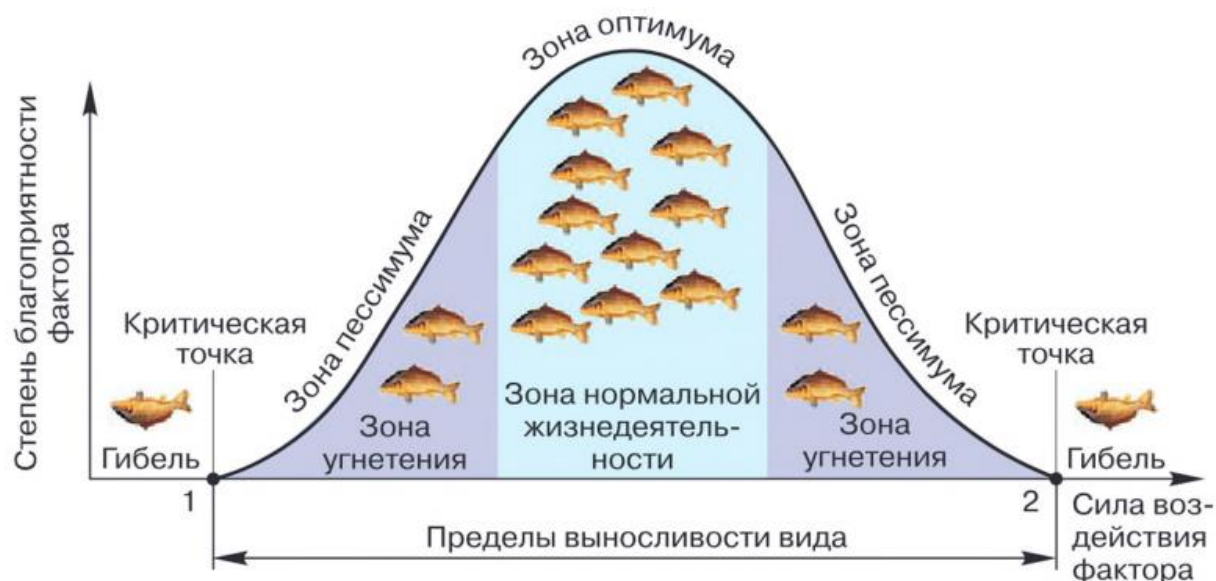 Зона оптимума
Степень благоприятности
фактора
Зона пессимума
Зона пессимума
Критическая
точка
Критическая
точка
Гибель
Зона
угнетения
Зона нормальной
жизнедеятель-
ности
Зона
угнетения
Гибель
1
2
Сила воз-
действия
фактора
Пределы выносливости вида